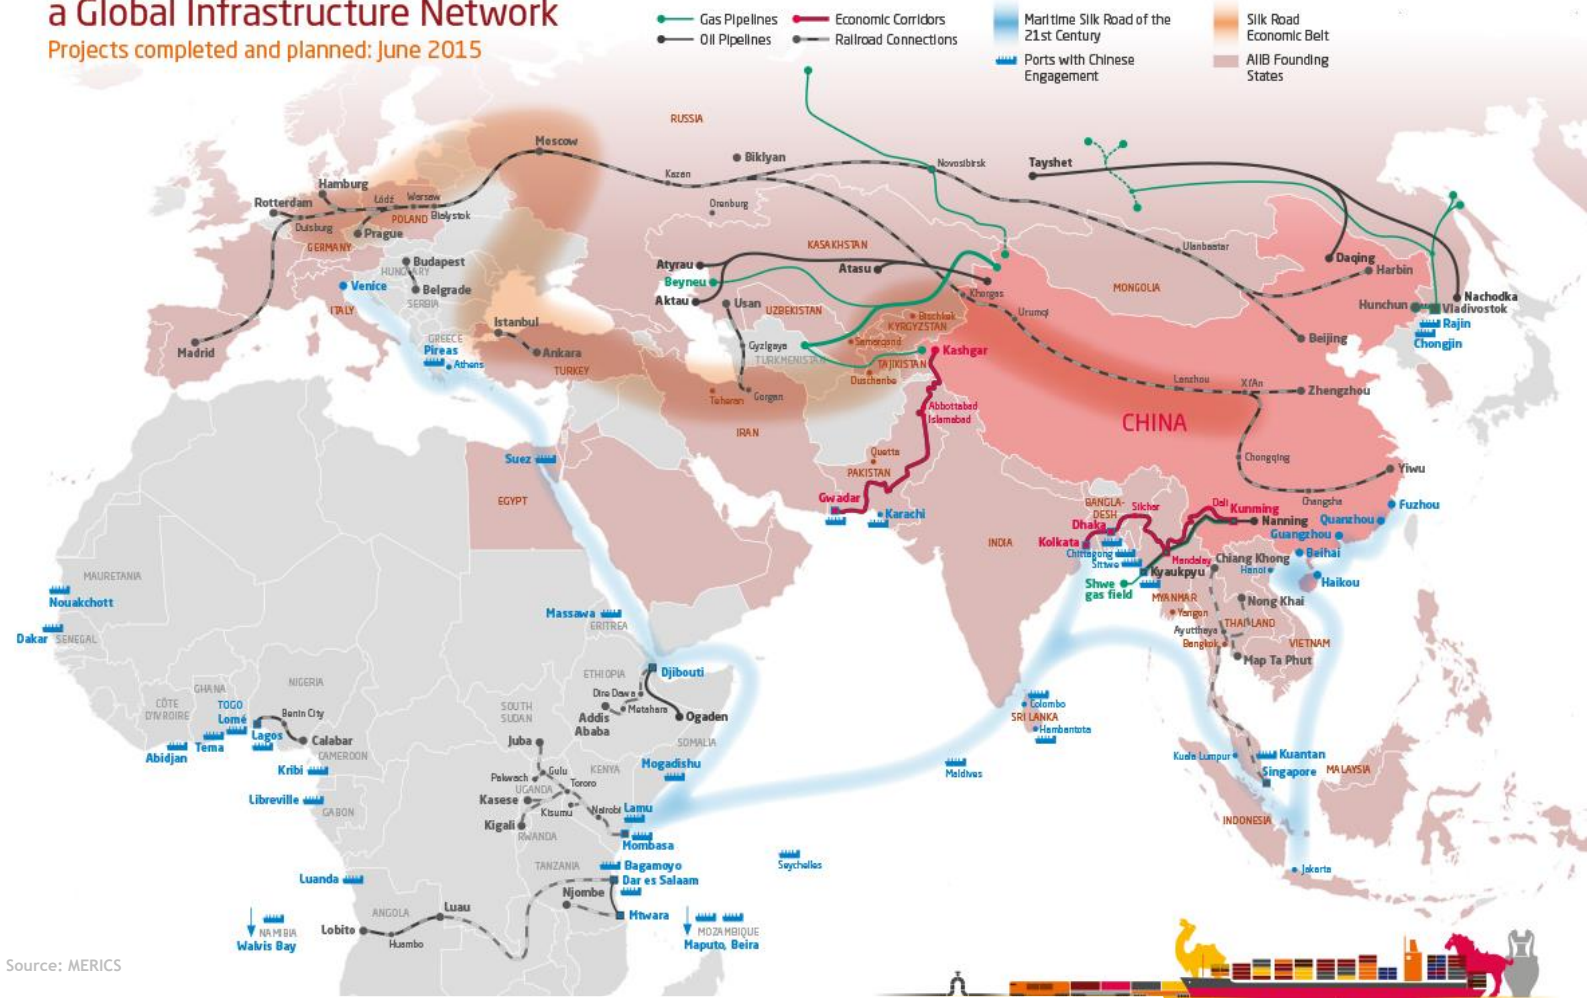 a Global Infrastructure Network
Projects completed and planned: June 2015
Gas Pipelines
Oil Pipelines
Economic Corridors
Railroad Connections
Maritime Silk Road of the
21st Century
Ports with Chinese
Engagement
Silk Road
Economic Belt
AIIB Founding
States
RUSSIA
Moscow
Biklyan
Kazan
Novosibirsk
Tayshet
Hamburg
Rotterdam
Łódź
Warsaw
POLAND
Bialystok
Duisburg
Prague
GERMANY
Orenburg
KASAKHSTAN
Ulanbaatar
Budapest
HUNGARY
Atyrau
Atasu
Daqing
Harbin
Venice
Belgrade
Beyneu
MONGOLIA
SERBIA
Aktau
Usan
Khorgas
Nachodka
Hunchun
Vladivostok
ITALY
UZBEKISTAN
Bischkek
KYRGYZSTAN
Urumqi
Rajin
Chongjin
Istanbul
GREECE
Pireas
Athens
Madrid
Ankara
TURKEY
Gyzlgaya
TURKMENISTAN
Samarqand
TAJIKISTAN
Duschanbe
Kashgar
Beijing
Teheran
Gorgan
Lanzhou
Xi'An
Zhengzhou
Abbottabad
Islamabad
CHINA
IRAN
Suez
Quetta
PAKISTAN
Chongqing
Yiwu
EGYPT
Gwadar
Karachi
BANGLA-
DESH
Silchar
Dali
Kunming
Changsha
Fuzhou
Dhaka
Nanning
Quanzhou
INDIA
Kolkata
Guangzhou
Chittagong
Sittwe
Mandalay
Chiang Khong
Beihai
MAURETANIA
Kyaukpyu
Hanoi
Haikou
Shwe
gas field
Nouakchott
MYANMAR
Nong Khai
Massawa
ERITREA
Yangon
Dakar
SENEGAL
Ayutthaya
THAILAND
Bangkok
VIETNAM
Map Ta Phut
Djibouti
ETHIOPIA
NIGERIA
GHANA
CÔTE
D'IVROIRE
TOGO
Lomé
Benin City
SOUTH
SUDAN
Dire Dawa
Metahara
Addis
Ababa
Ogaden
Colombo
SRI LANKA
Hambantota
Lagos
Tema
Abidjan
Calabar
CAMEROON
Juba
SOMALIA
Kuala Lumpur
Kuantan
Singapore
MALAYSIA
Kribi
Gulu
Pakwach
UGANDA
KENYA
Mogadishu
Maldives
Tororo
Libreville
GABON
Kasese
Kisumu
Nairobi
Lamu
Kigali
RWANDA
Mombasa
INDONESIA
TANZANIA
Bagamoyo
Seychelles
Jakarta
Luanda
Dar es Salaam
Njombe
Luau
Mtwara
ANGOLA
Lobito
Huambo
NAMIBIA
Walvis Bay
MOZAMBIQUE
Maputo, Beira
Source: MERICS